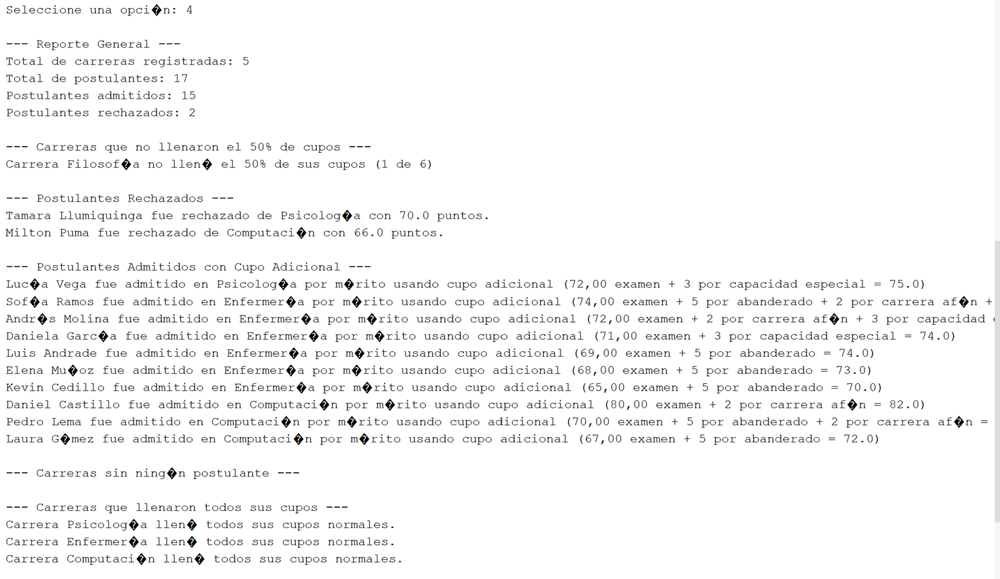 Seleccione una opci�n: 4
--- Reporte General ---
Total de carreras registradas: 5
Total de postulantes: 17
Postulantes admitidos: 15
Postulantes rechazados: 2
--- Carreras que no llenaron el 50% de cupos ---
Carrera Filosof�a no llen� el 50% de sus cupos (1 de 6)
--- Postulantes Rechazados ---
Tamara Llumiquinga fue rechazado de Psicolog�a con 70.0 puntos.
Milton Puma fue rechazado de Computaci�n con 66.0 puntos.
--- Postulantes Admitidos con Cupo Adicional ---
Luc�a Vega fue admitido en Psicolog�a por m�rito usando cupo adicional (72,00 examen + 3 por capacidad especial = 75.0)
Sof�a Ramos fue admitido en Enfermer�a por m�rito usando cupo adicional (74,00 examen + 5 por abanderado + 2 por carrera af�n +
Andr�s Molina fue admitido en Enfermer�a por m�rito usando cupo adicional (72,00 examen + 2 por carrera af�n + 3 por capacidad
Daniela Garc�a fue admitido en Enfermer�a por m�rito usando cupo adicional (71,00 examen + 3 por capacidad especial = 74.0)
Luis Andrade fue admitido en Enfermer�a por m�rito usando cupo adicional (69,00 examen + 5 por abanderado = 74.0)
Elena Mu�oz fue admitido en Enfermer�a por m�rito usando cupo adicional (68,00 examen + 5 por abanderado = 73.0)
Kevin Cedillo fue admitido en Enfermer�a por m�rito usando cupo adicional (65,00 examen + 5 por abanderado = 70.0)
Daniel Castillo fue admitido en Computaci�n por m�rito usando cupo adicional (80,00 examen + 2 por carrera af�n = 82.0)
Pedro Lema fue admitido en Computaci�n por m�rito usando cupo adicional (70,00 examen + 5 por abanderado + 2 por carrera af�n =
Laura G�mez fue admitido en Computaci�n por m�rito usando cupo adicional (67,00 examen + 5 por abanderado = 72.0)
--- Carreras sin ning�n postulante ---
--- Carreras que llenaron todos sus cupos ---
Carrera Psicolog�a llen� todos sus cupos normales.
Carrera Enfermer�a llen� todos sus cupos normales.
Carrera Computaci�n llen� todos sus cupos normales.